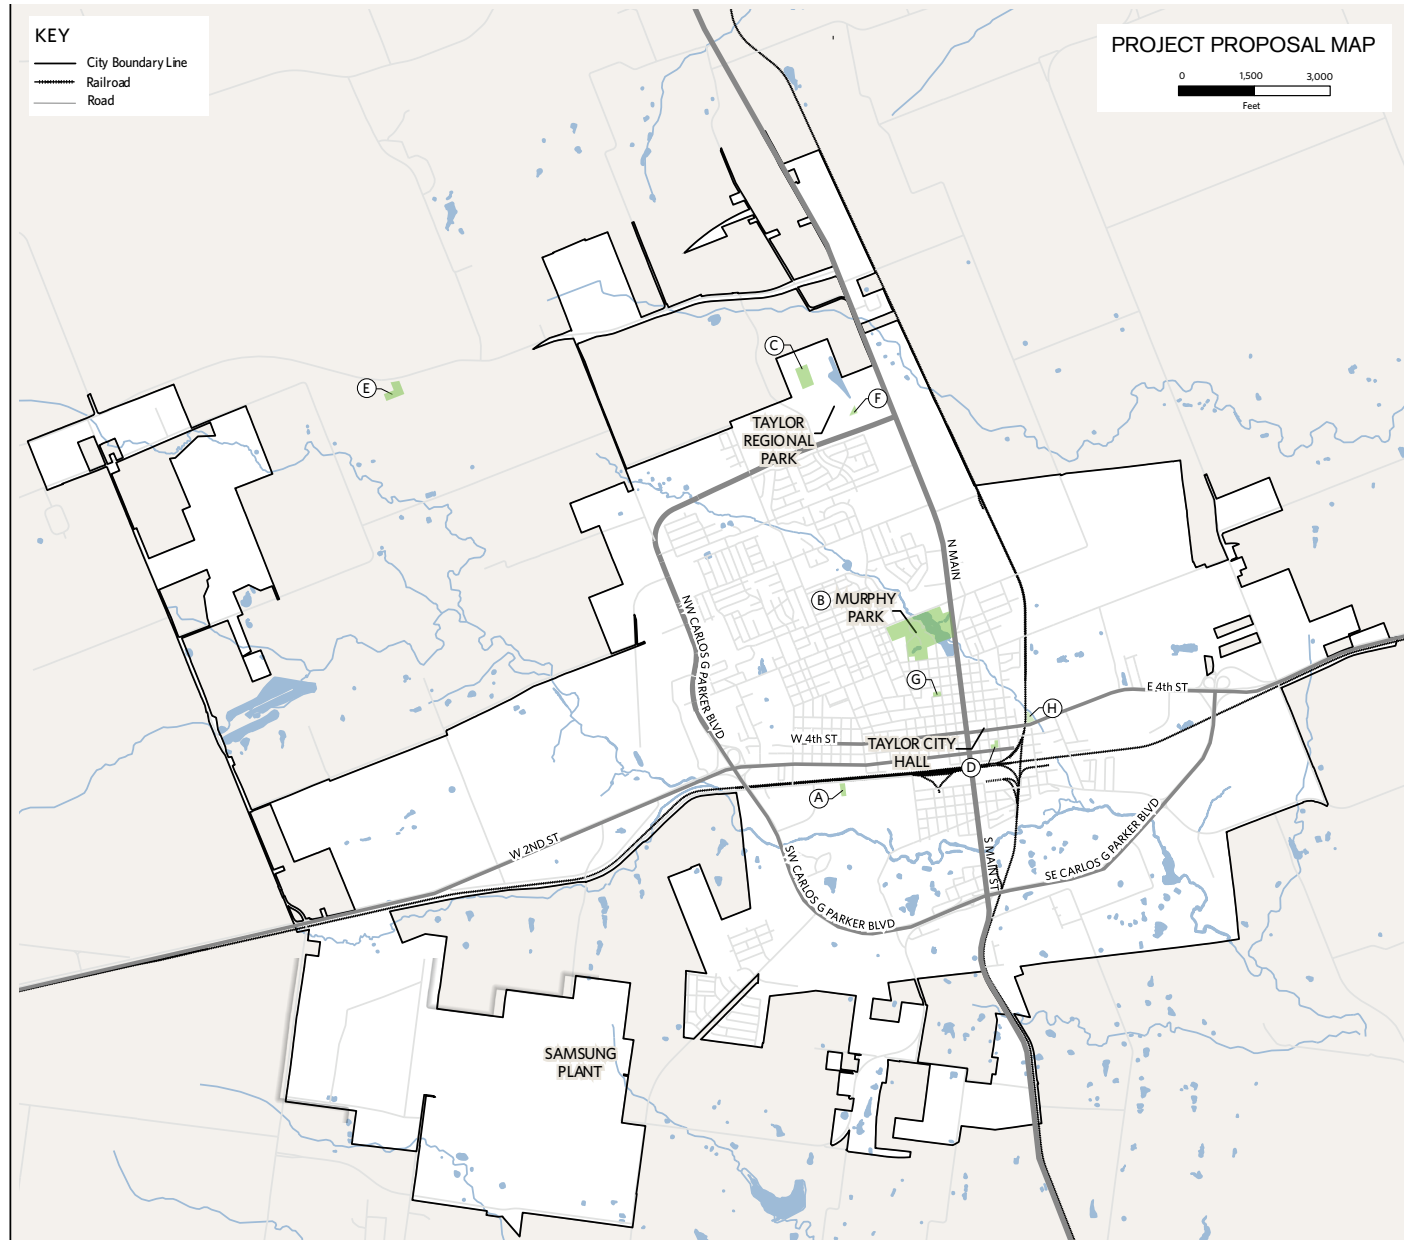 KEY
City Boundary Line
Railroad
Road
PROJECT PROPOSAL MAP
0 1,500 3,000
Feet
C
E
F
TAYLOR
REGIONAL
PARK
N MAIN
B
MURPHY
PARK
NW CARLOS G PARKER BLVD
G
E 4th ST
H
W 4th ST
TAYLOR CITY
HALL
D
A
W 2ND ST
S MAIN ST
SW CARLOS G PARKER BLVD
SE CARLOS G PARKER BLVD
SAMSUNG
PLANT